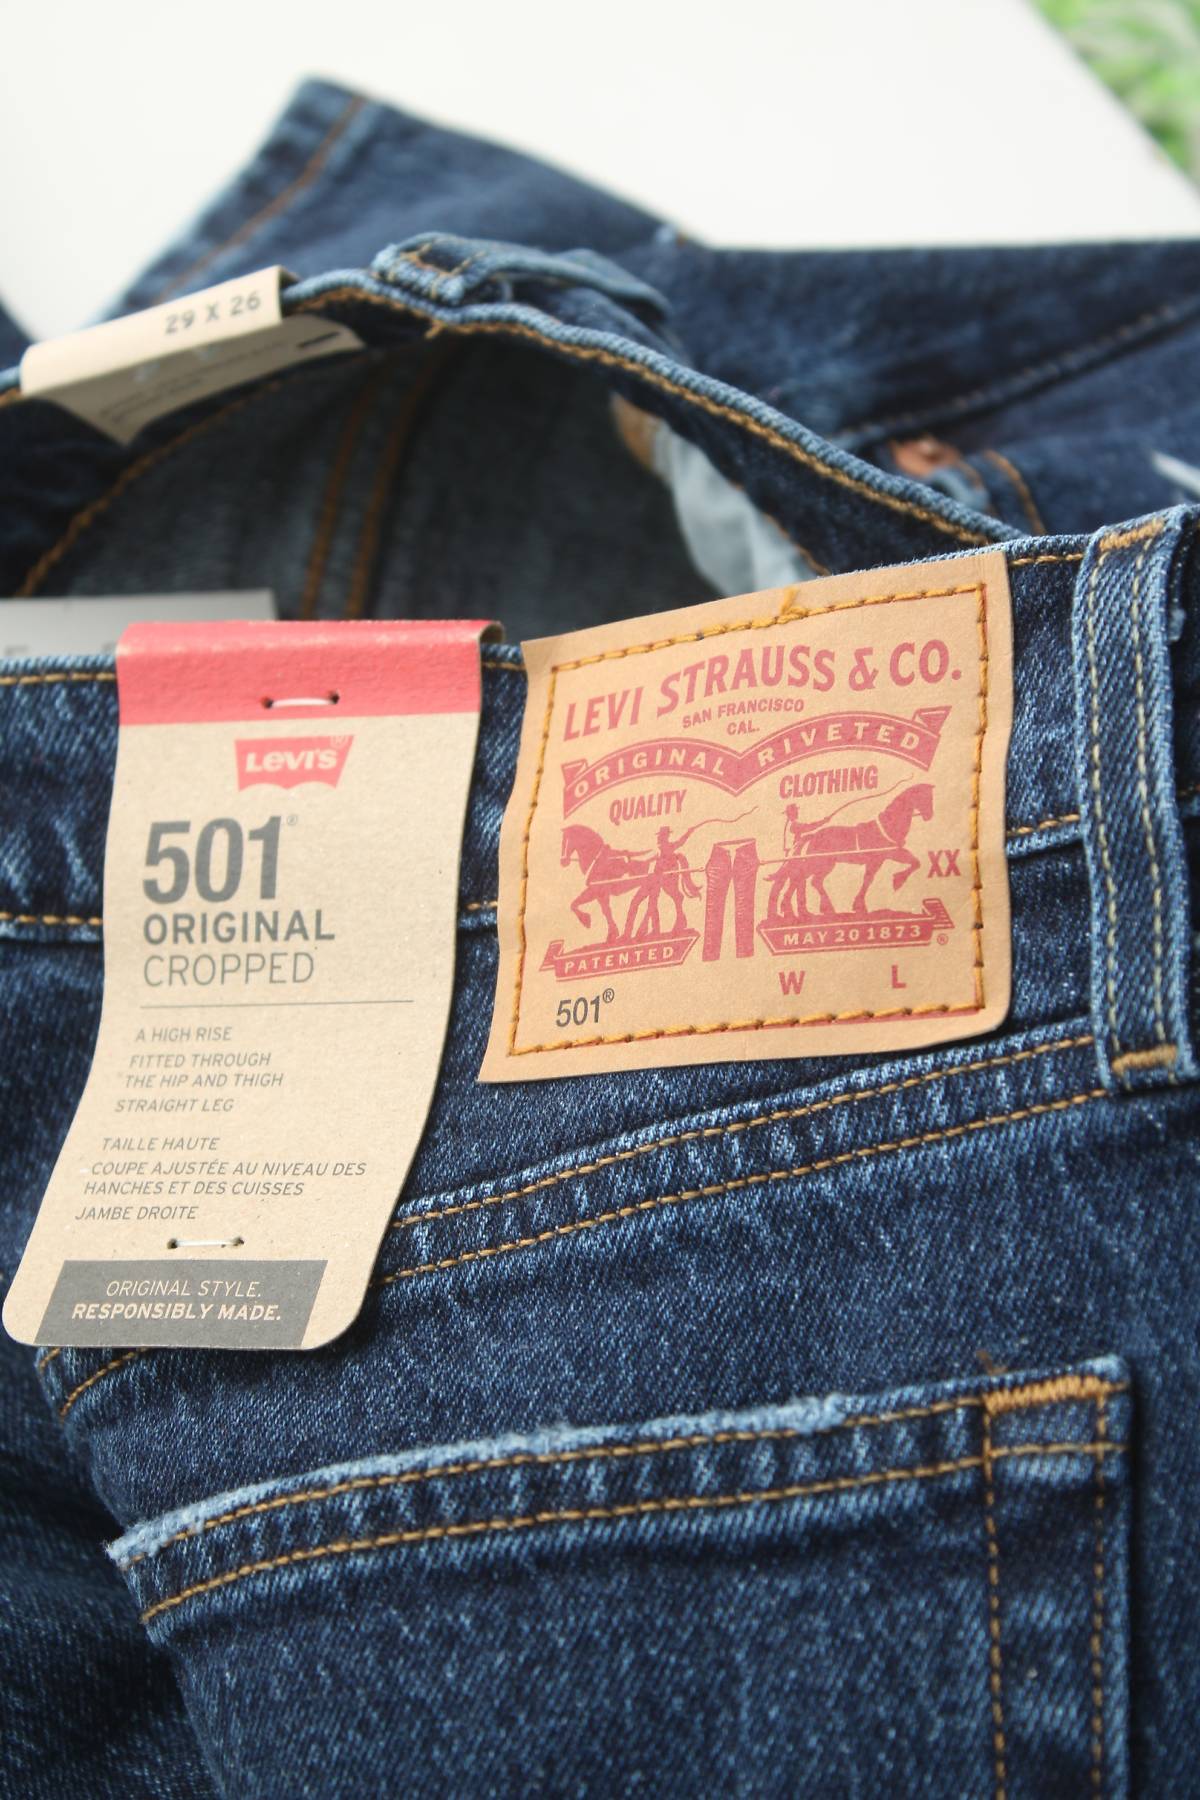 29 X 26
LEVI'S®
501®
ORIGINAL
CROPPED
A HIGH RISE
FITTED THROUGH
THE HIP AND THIGH
STRAIGHT LEG
TAILLE HAUTE
COUPE AJUSTÉE AU NIVEAU DES
HANCHES ET DES CUISSES
JAMBE DROITE
ORIGINAL STYLE.
RESPONSIBLY MADE.
LEVI STRAUSS & CO.
SAN FRANCISCO
CAL.
ORIGINAL RIVETED
QUALITY CLOTHING
XX
PATENTED MAY 20 1873 ®
W L
501®